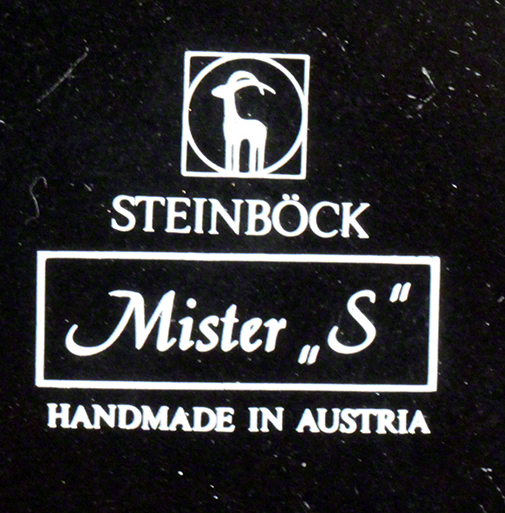 STEINBÖCK
Mister „S“
HANDMADE IN AUSTRIA